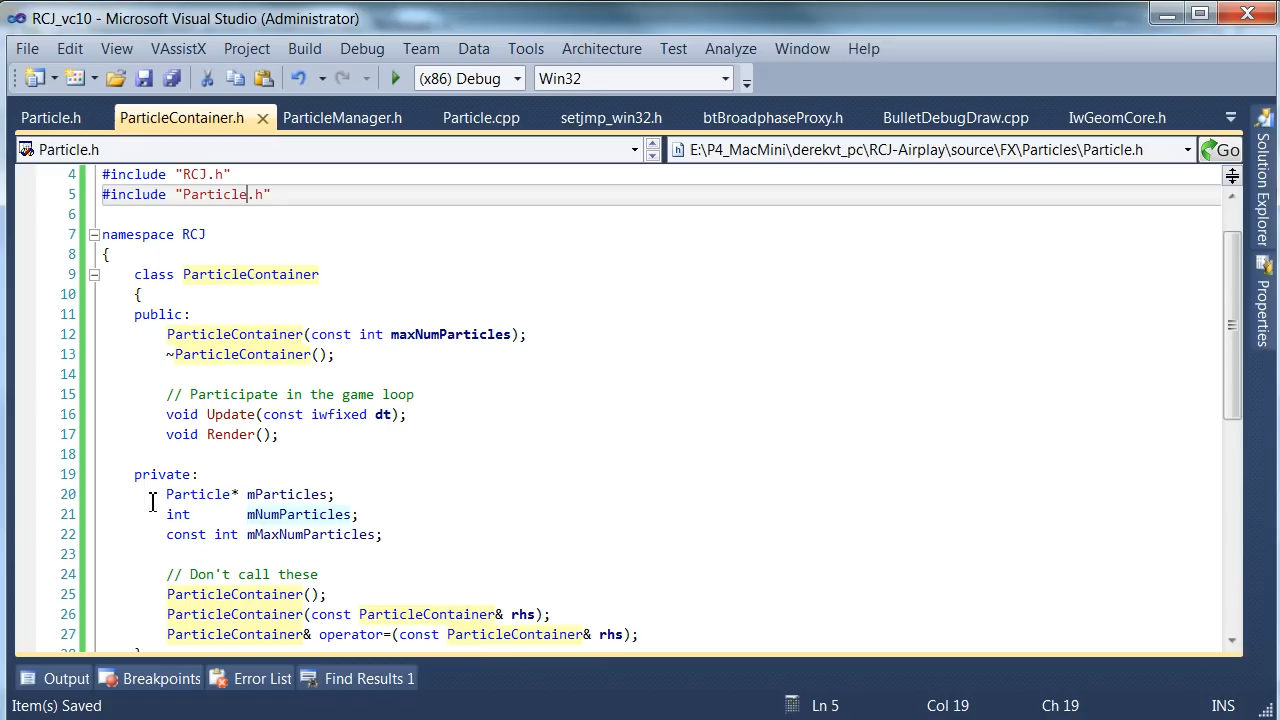 RCJ_vc10 - Microsoft Visual Studio (Administrator)
File Edit View VAssistX Project Build Debug Team Data Tools Architecture Test Analyze Window Help
(x86) Debug Win32
Particle.h ParticleContainer.h ParticleManager.h Particle.cpp setjmp_win32.h btBroadphaseProxy.h BulletDebugDraw.cpp IwGeomCore.h
Particle.h E:\P4_MacMini\derekvt_pc\RCJ-Airplay\source\FX\Particles\Particle.h Go
4 #include "RCJ.h"
5 #include "Particle.h"
6
7 namespace RCJ
8 {
9 class ParticleContainer
10 {
11 public:
12 ParticleContainer(const int maxNumParticles);
13 ~ParticleContainer();
14
15 // Participate in the game loop
16 void Update(const iwfixed dt);
17 void Render();
18
19 private:
20 Particle* mParticles;
21 int mNumParticles;
22 const int mMaxNumParticles;
23
24 // Don't call these
25 ParticleContainer();
26 ParticleContainer(const ParticleContainer& rhs);
27 ParticleContainer& operator=(const ParticleContainer& rhs);
Solution Explorer
Properties
Output Breakpoints Error List Find Results 1
Item(s) Saved Ln 5 Col 19 Ch 19 INS